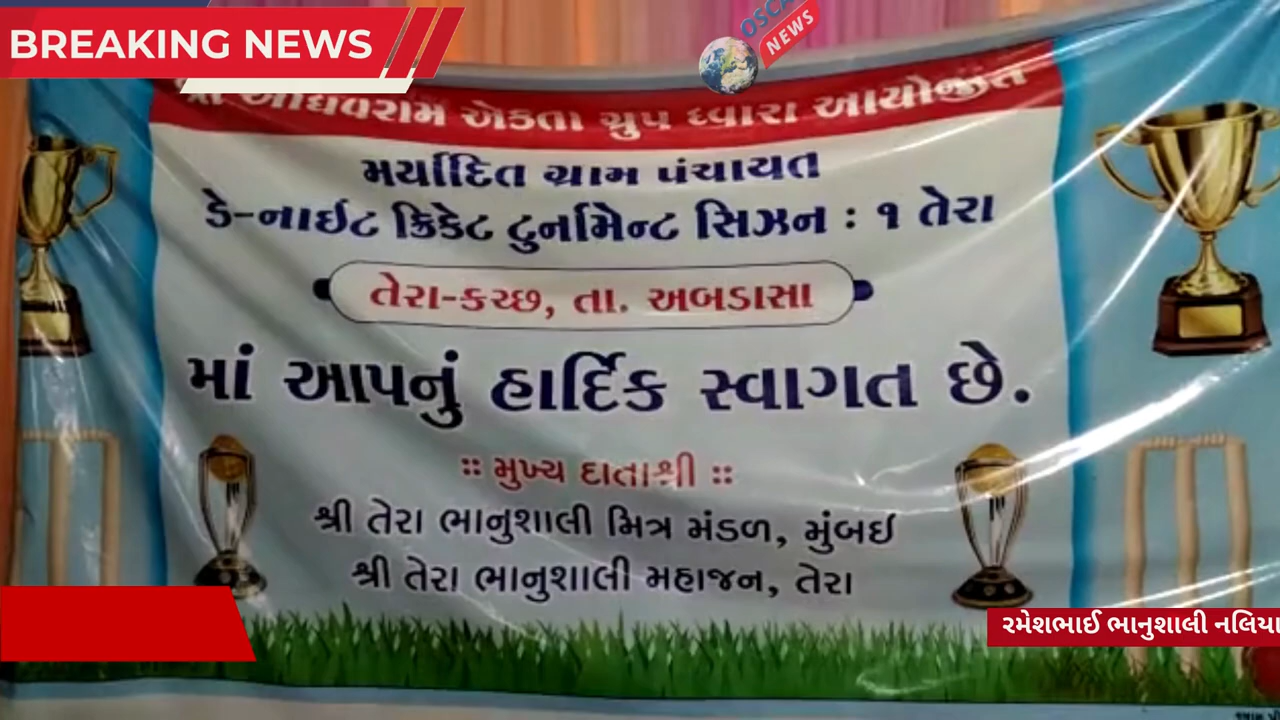 BREAKING NEWS
OSCAR NEWS
ઓધવરામ એકતા ગ્રુપ ધ્વારા આયોજીત
મર્યાદિત ગ્રામ પંચાયત
ડે-નાઈટ ક્રિકેટ ટુર્નામેન્ટ સિઝન : ૧ તેરા
તેરા-કચ્છ, તા. અબડાસા
માં આપનું હાર્દિક સ્વાગત છે.
:: મુખ્ય દાતાશ્રી ::
શ્રી તેરા ભાનુશાલી મિત્ર મંડળ, મુંબઈ
શ્રી તેરા ભાનુશાલી મહાજન, તેરા
રમેશભાઈ ભાનુશાલી નલિયા